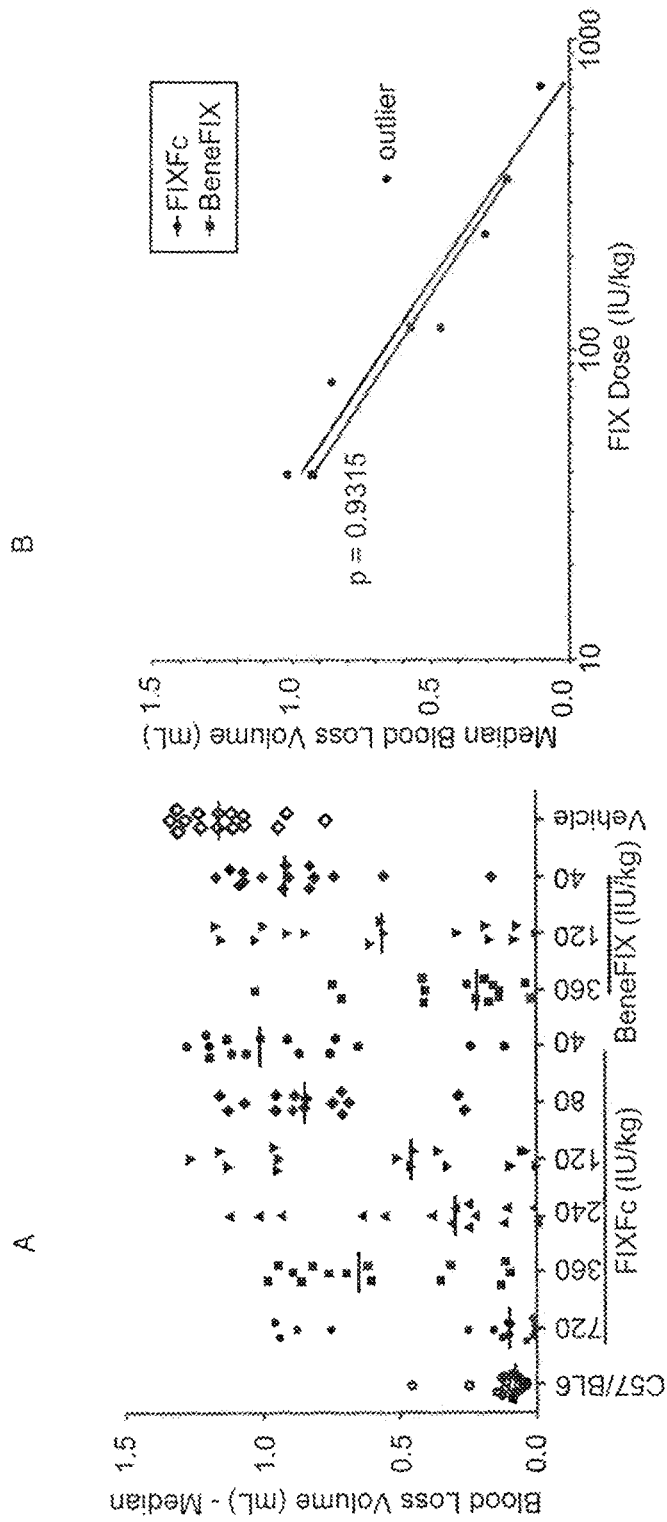 A
Blood Loss Volume (mL) - Median
1.5
1.0
0.5
0.0
C57/BL6
720
360
240
120
80
40
360
120
40
Vehicle
FIXFc (IU/kg)
BeneFIX (IU/kg)
B
Median Blood Loss Volume (mL)
1.5
1.0
0.5
0.0
FIXFc
BeneFIX
outlier
p = 0.9315
10
100
1000
FIX Dose (IU/kg)